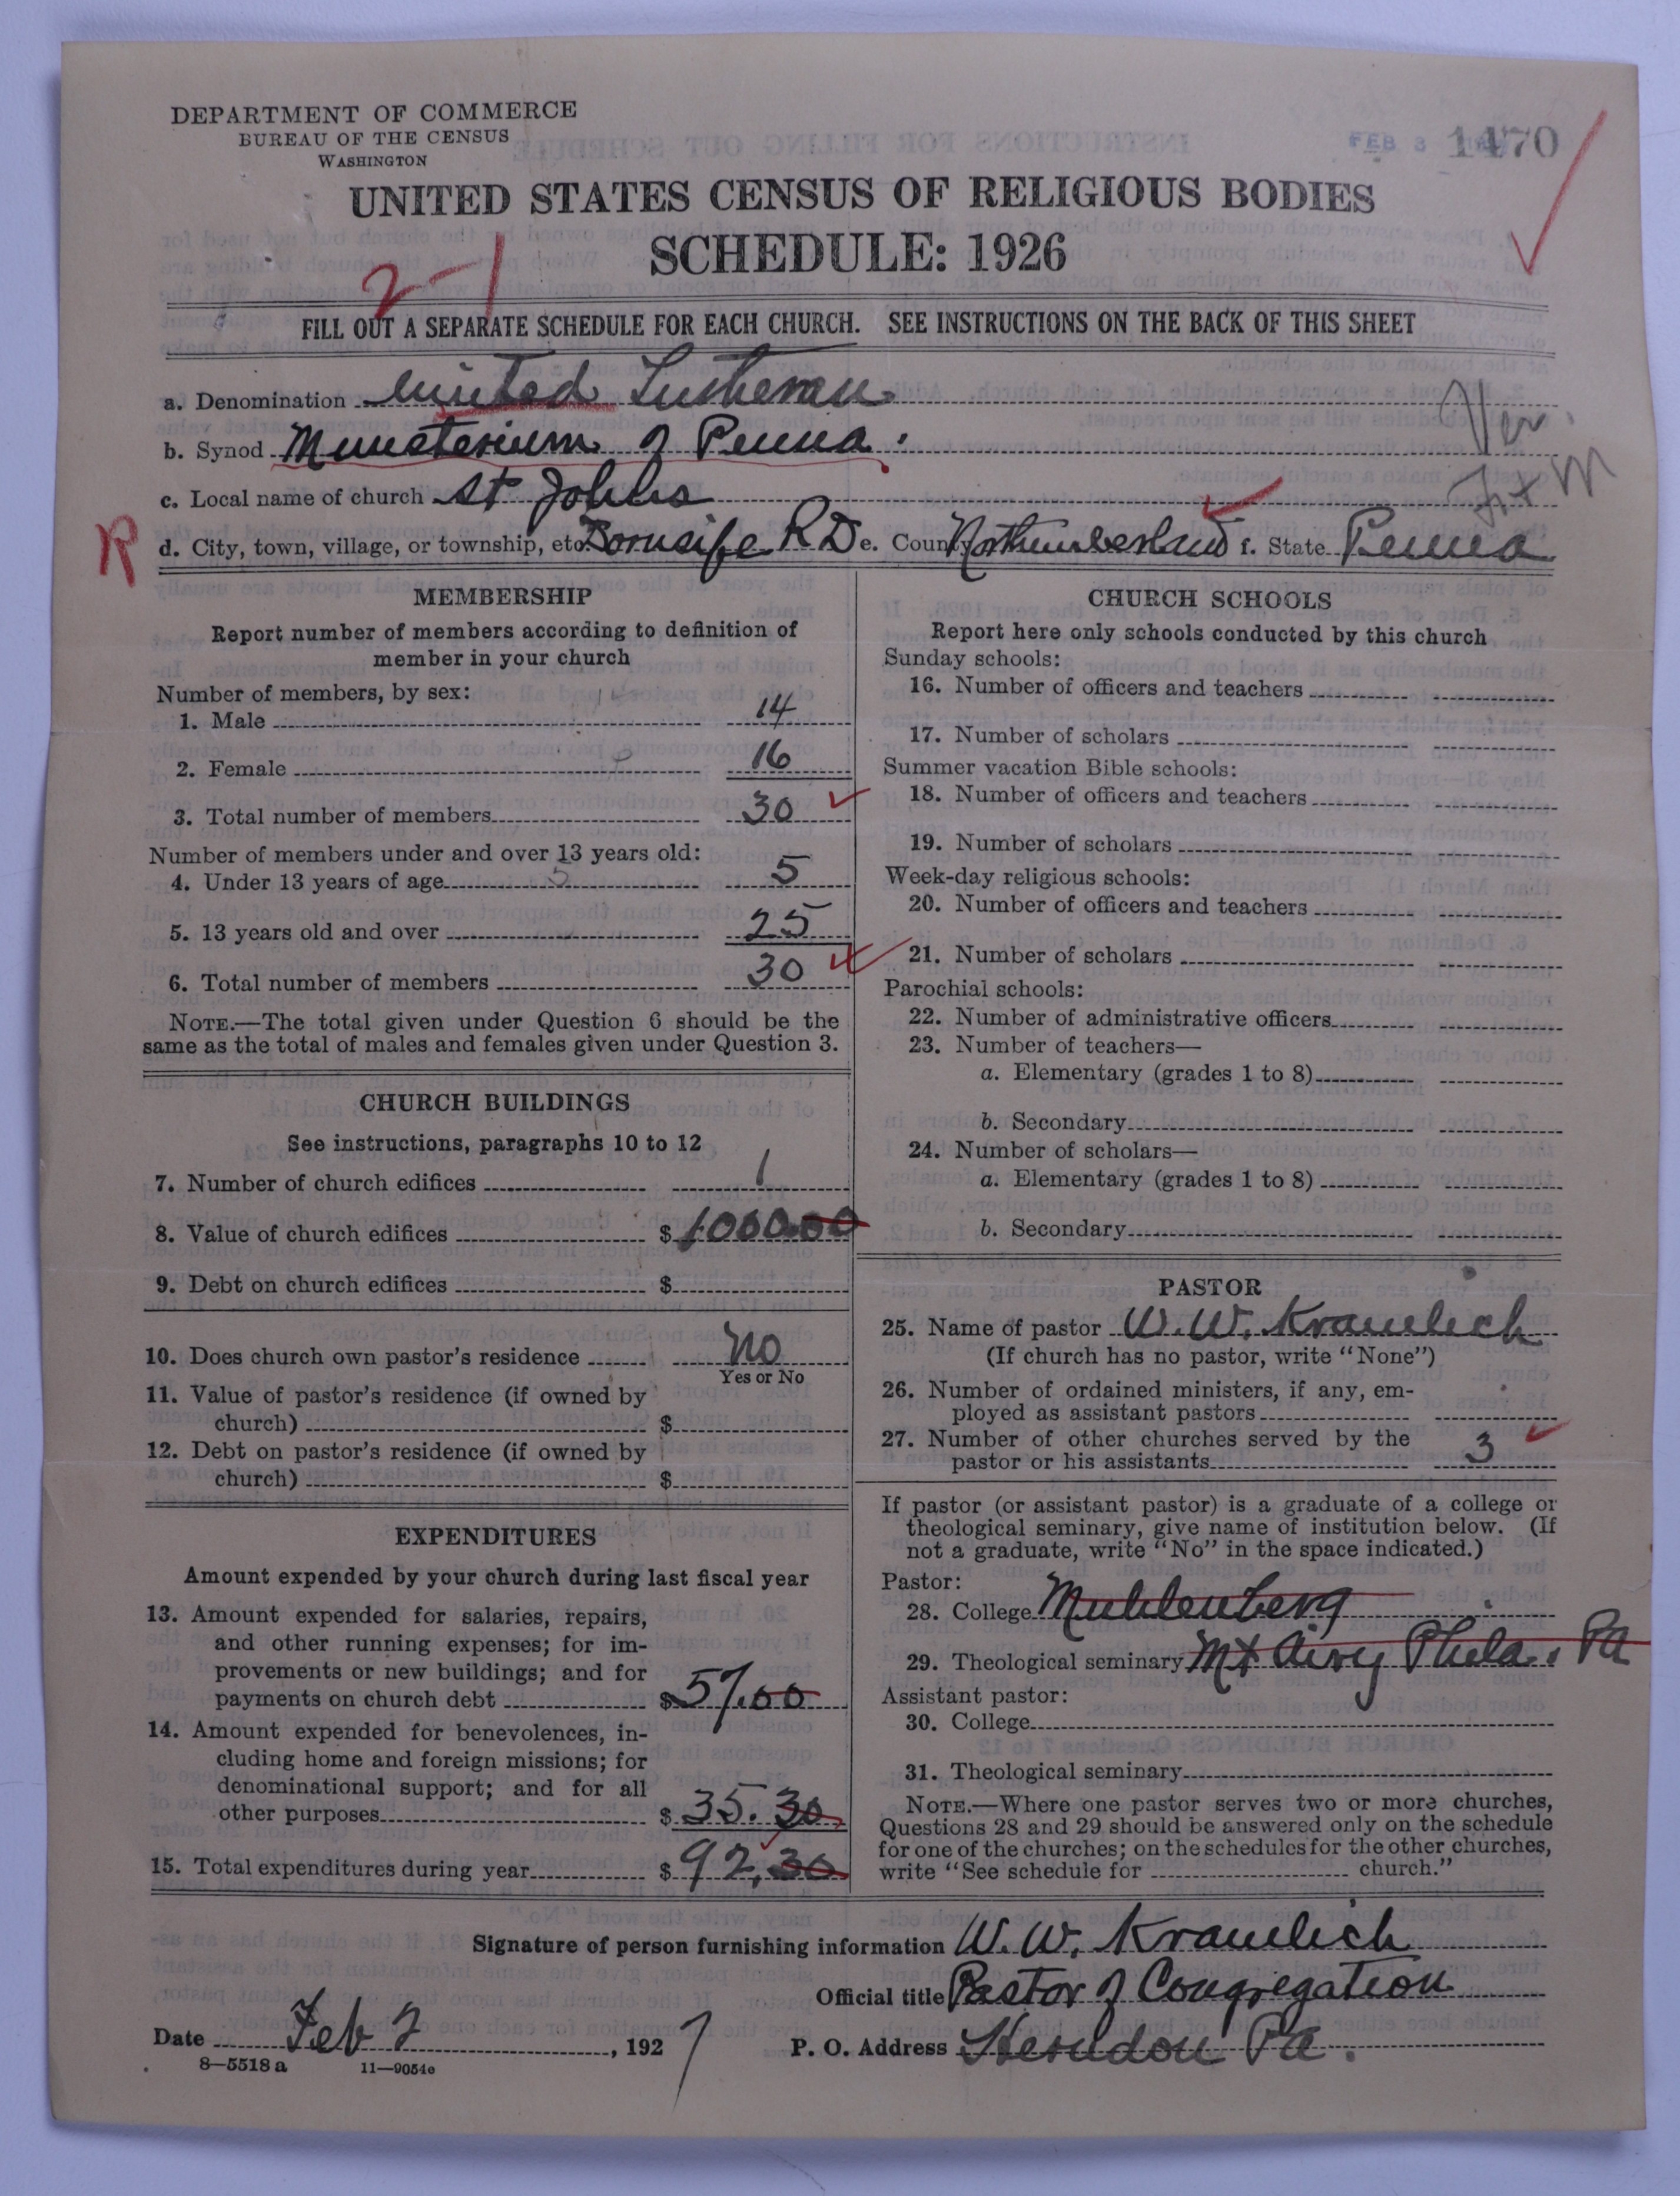 DEPARTMENT OF COMMERCE
BUREAU OF THE CENSUS
WASHINGTON
FEB 3
1470
UNITED STATES CENSUS OF RELIGIOUS BODIES
SCHEDULE: 1926
2-1
FILL OUT A SEPARATE SCHEDULE FOR EACH CHURCH. SEE INSTRUCTIONS ON THE BACK OF THIS SHEET
a. Denomination United Lutheran
b. Synod Munsterium of Penna.
c. Local name of church St Johns
R
d. City, town, village, or township, etc. Dornsife R D e. County Northumberland f. State Penna
MEMBERSHIP
Report number of members according to definition of
member in your church
Number of members, by sex:
1. Male 14
2. Female 16
3. Total number of members 30
Number of members under and over 13 years old:
4. Under 13 years of age 5 5
5. 13 years old and over 25
6. Total number of members 30
NOTE.—The total given under Question 6 should be the
same as the total of males and females given under Question 3.
CHURCH BUILDINGS
See instructions, paragraphs 10 to 12
7. Number of church edifices 1
8. Value of church edifices $ 1000.00
9. Debt on church edifices $
10. Does church own pastor's residence No
Yes or No
11. Value of pastor's residence (if owned by
church) $
12. Debt on pastor's residence (if owned by
church) $
EXPENDITURES
Amount expended by your church during last fiscal year
13. Amount expended for salaries, repairs,
and other running expenses; for im-
provements or new buildings; and for
payments on church debt $ 57.00
14. Amount expended for benevolences, in-
cluding home and foreign missions; for
denominational support; and for all
other purposes $ 35.30
15. Total expenditures during year $ 92.30
CHURCH SCHOOLS
Report here only schools conducted by this church
Sunday schools:
16. Number of officers and teachers
17. Number of scholars
Summer vacation Bible schools:
18. Number of officers and teachers
19. Number of scholars
Week-day religious schools:
20. Number of officers and teachers
21. Number of scholars
Parochial schools:
22. Number of administrative officers
23. Number of teachers—
a. Elementary (grades 1 to 8)
b. Secondary
24. Number of scholars—
a. Elementary (grades 1 to 8)
b. Secondary
PASTOR
25. Name of pastor W. W. Kramlich
(If church has no pastor, write "None")
26. Number of ordained ministers, if any, em-
ployed as assistant pastors
27. Number of other churches served by the
pastor or his assistants 3
If pastor (or assistant pastor) is a graduate of a college or
theological seminary, give name of institution below. (If
not a graduate, write "No" in the space indicated.)
Pastor:
28. College Muhlenberg
29. Theological seminary Mt Airy Phila. Pa
Assistant pastor:
30. College
31. Theological seminary
NOTE.—Where one pastor serves two or more churches,
Questions 28 and 29 should be answered only on the schedule
for one of the churches; on the schedules for the other churches,
write "See schedule for church."
Signature of person furnishing information W. W. Kramlich
Official title Pastor of Congregation
Date Feb 2, 1927 P. O. Address Herndon Pa.
8—5518 a 11—9054c